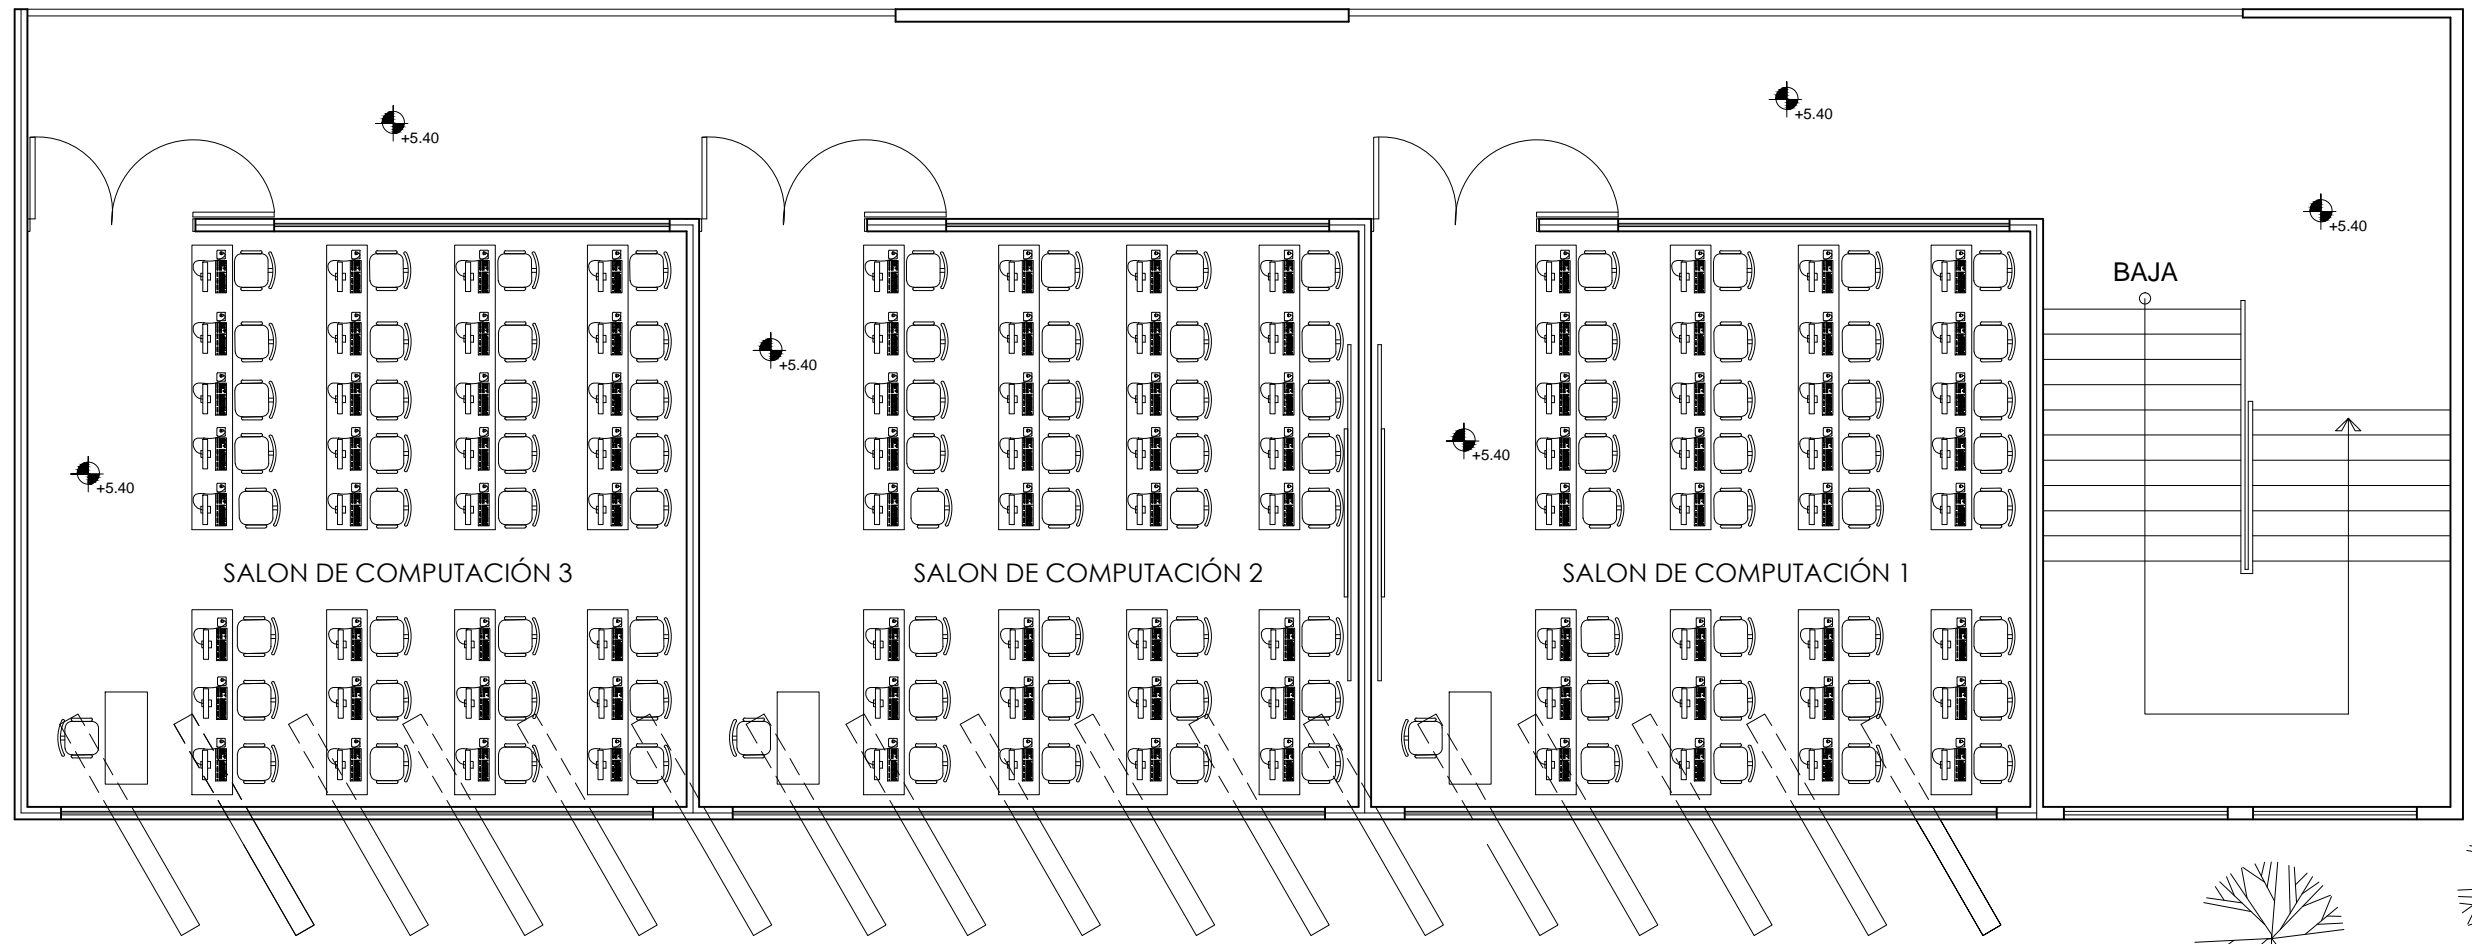 +5.40
+5.40
+5.40
BAJA
+5.40
+5.40
+5.40
SALON DE COMPUTACIÓN 3
SALON DE COMPUTACIÓN 2
SALON DE COMPUTACIÓN 1